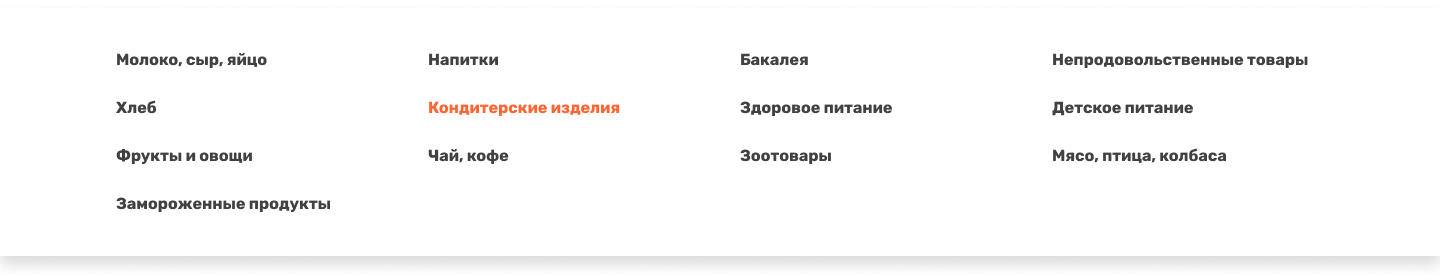 Молоко, сыр, яйцо
Хлеб
Фрукты и овощи
Замороженные продукты
Напитки
Кондитерские изделия
Чай, кофе
Бакалея
Здоровое питание
Зоотовары
Непродовольственные товары
Детское питание
Мясо, птица, колбаса